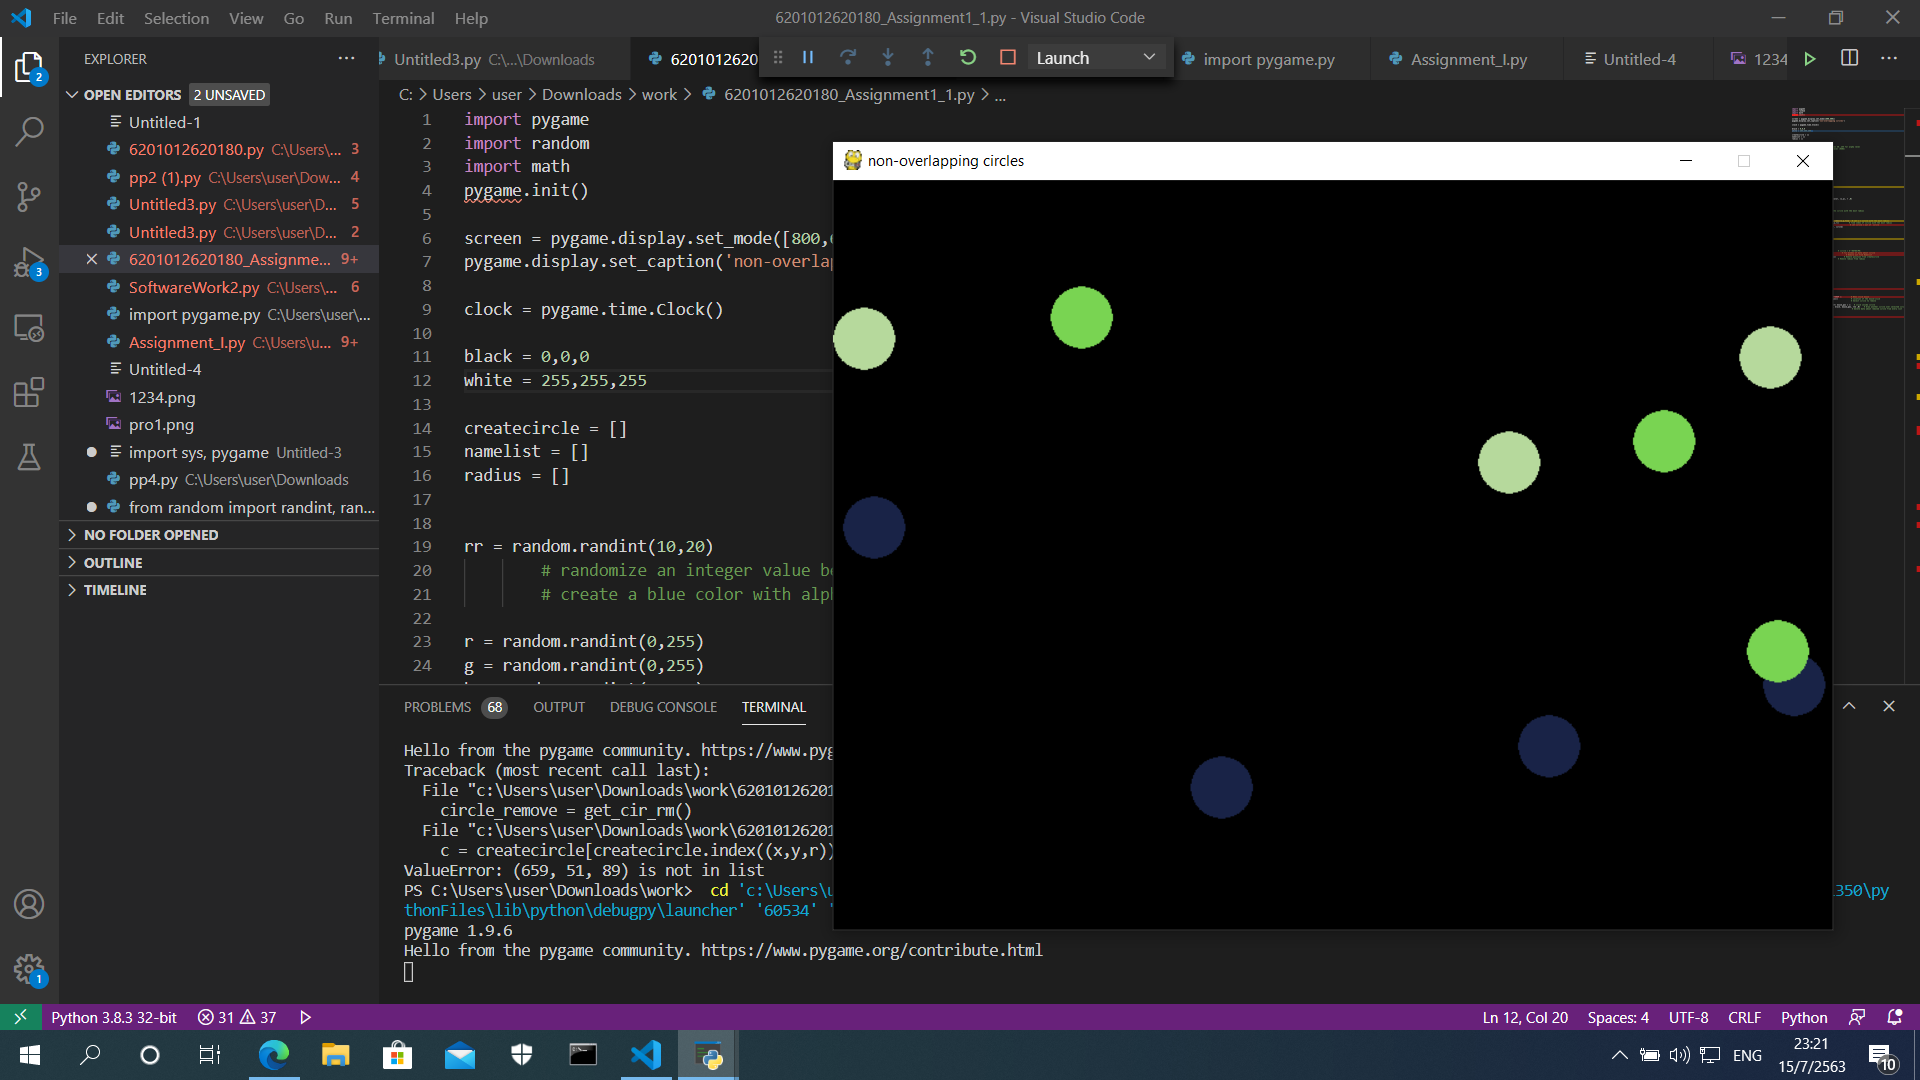 File Edit Selection View Go Run Terminal Help
6201012620180_Assignment1_1.py - Visual Studio Code
EXPLORER
Untitled3.py C:\...\Downloads
6201012620
Launch
import pygame.py
Assignment_I.py
Untitled-4
1234
OPEN EDITORS 2 UNSAVED
Untitled-1
6201012620180.py C:\Users\... 3
pp2 (1).py C:\Users\user\Dow... 4
Untitled3.py C:\Users\user\D... 5
Untitled3.py C:\Users\user\D... 2
6201012620180_Assignme... 9+
SoftwareWork2.py C:\Users\... 6
import pygame.py C:\Users\user\...
Assignment_I.py C:\Users\u... 9+
Untitled-4
1234.png
pro1.png
import sys, pygame Untitled-3
pp4.py C:\Users\user\Downloads
from random import randint, ran...
NO FOLDER OPENED
OUTLINE
TIMELINE
2
3
1
C: > Users > user > Downloads > work > 6201012620180_Assignment1_1.py > ...
1 import pygame
2 import random
3 import math
4 pygame.init()
5
6 screen = pygame.display.set_mode([800,
7 pygame.display.set_caption('non-overla
8
9 clock = pygame.time.Clock()
10
11 black = 0,0,0
12 white = 255,255,255
13
14 createcircle = []
15 namelist = []
16 radius = []
17
18
19 rr = random.randint(10,20)
20 # randomize an integer value b
21 # create a blue color with alp
22
23 r = random.randint(0,255)
24 g = random.randint(0,255)
non-overlapping circles
PROBLEMS 68 OUTPUT DEBUG CONSOLE TERMINAL
Hello from the pygame community. https://www.pyg
Traceback (most recent call last):
File "c:\Users\user\Downloads\work\62010126201
circle_remove = get_cir_rm()
File "c:\Users\user\Downloads\work\62010126201
c = createcircle[createcircle.index((x,y,r))
ValueError: (659, 51, 89) is not in list
PS C:\Users\user\Downloads\work> cd 'c:\Users\u
350\py
thonFiles\lib\python\debugpy\launcher' '60534' '
pygame 1.9.6
Hello from the pygame community. https://www.pygame.org/contribute.html
Python 3.8.3 32-bit 31 37
Ln 12, Col 20 Spaces: 4 UTF-8 CRLF Python
ENG
23:21
15/7/2563
10